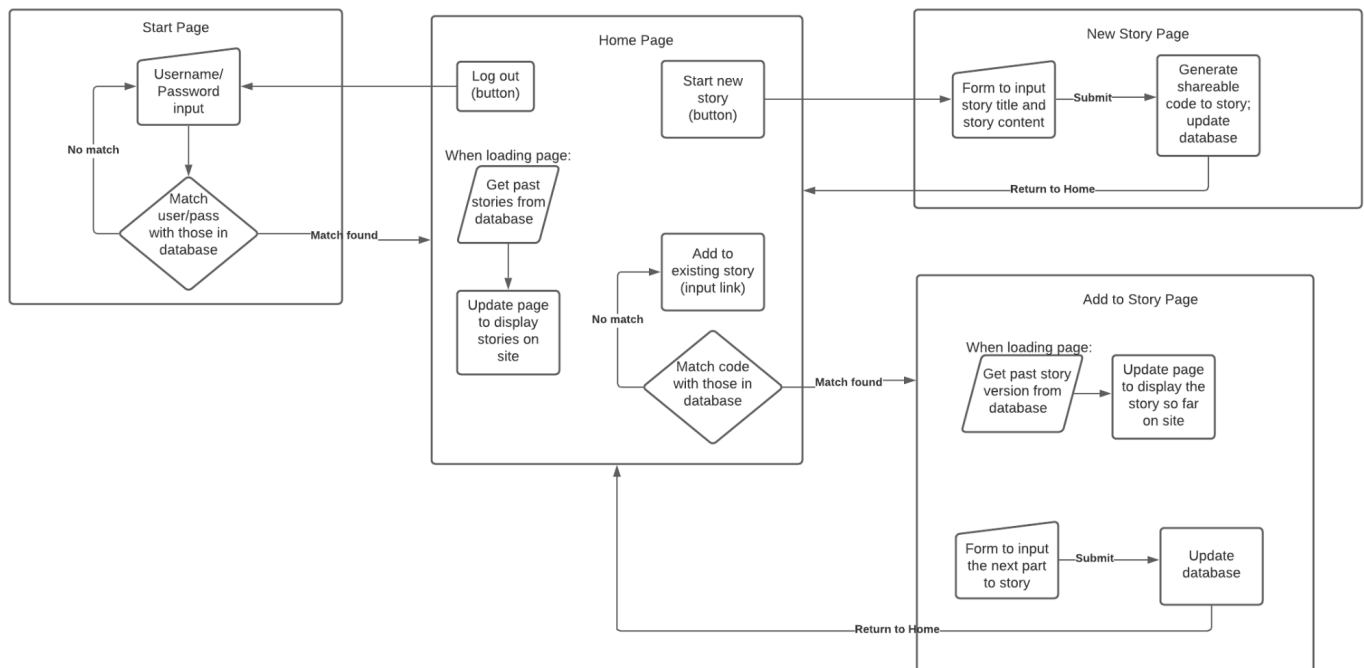 Start Page
Username/
Password
input
No match
Match
user/pass
with those in
database
Match found
Home Page
Log out
(button)
Start new
story
(button)
When loading page:
Get past
stories from
database
Update page
to display
stories on
site
Add to
existing story
(input link)
No match
Match code
with those in
database
Match found
New Story Page
Form to input
story title and
story content
Submit
Generate
shareable
code to story;
update
database
Return to Home
Add to Story Page
When loading page:
Get past story
version from
database
Update page
to display the
story so far
on site
Form to input
the next part
to story
Submit
Update
database
Return to Home